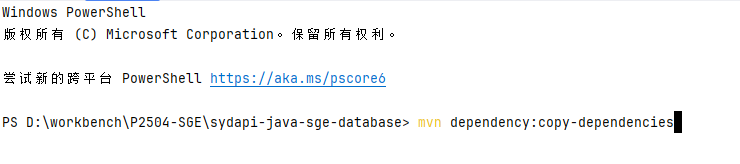 Windows PowerShell
版权所有 (C) Microsoft Corporation。保留所有权利。
尝试新的跨平台 PowerShell https://aka.ms/pscore6
PS D:\workbench\P2504-SGE\sydapi-java-sge-database> mvn dependency:copy-dependencies